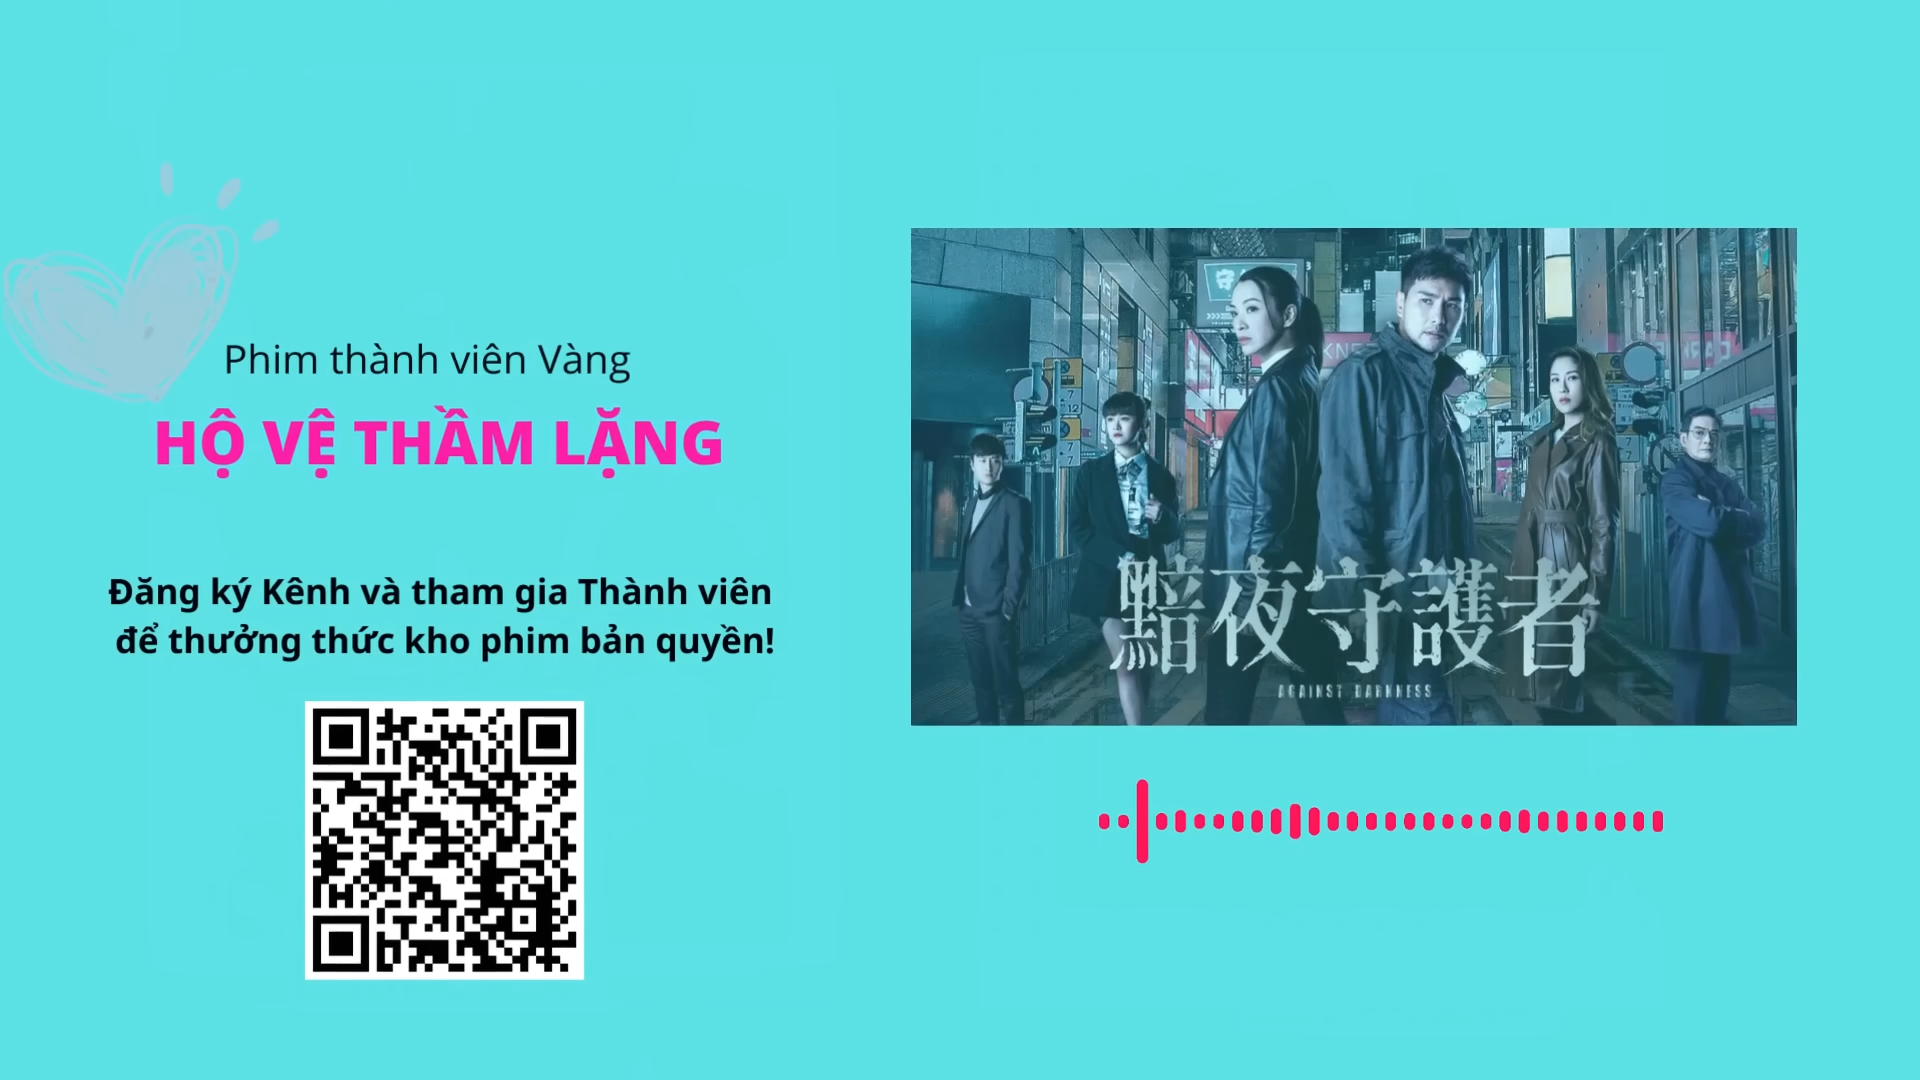 Phim thành viên Vàng
HỘ VỆ THẦM LẶNG
Đăng ký Kênh và tham gia Thành viên
để thưởng thức kho phim bản quyền!
黯夜守護者
AGAINST DARKNESS